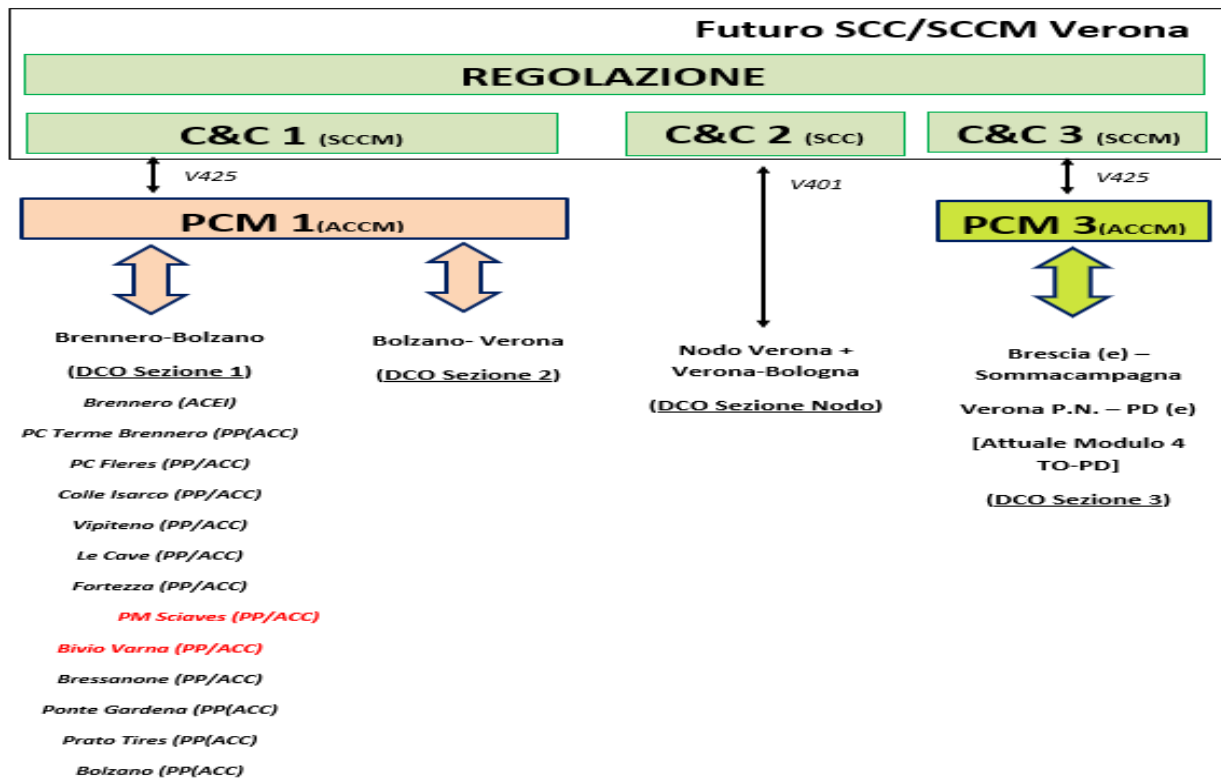 Futuro SCC/SCCM Verona
REGOLAZIONE
C&C 1 (SCCM)
C&C 2 (SCC)
C&C 3 (SCCM)
V425
V401
V425
PCM 1(ACCM)
PCM 3(ACCM)
Brennero-Bolzano
(DCO Sezione 1)
Brennero (ACEI)
PC Terme Brennero (PP(ACC)
PC Fleres (PP/ACC)
Colle Isarco (PP/ACC)
Vipiteno (PP/ACC)
Le Cave (PP/ACC)
Fortezza (PP/ACC)
PM Sciaves (PP/ACC)
Bivio Varna (PP/ACC)
Bressanone (PP/ACC)
Ponte Gardena (PP(ACC)
Prato Tires (PP(ACC)
Bolzano (PP(ACC)
Bolzano- Verona
(DCO Sezione 2)
Nodo Verona +
Verona-Bologna
(DCO Sezione Nodo)
Brescia (e) –
Sommacampagna
Verona P.N. – PD (e)
[Attuale Modulo 4
TO-PD]
(DCO Sezione 3)